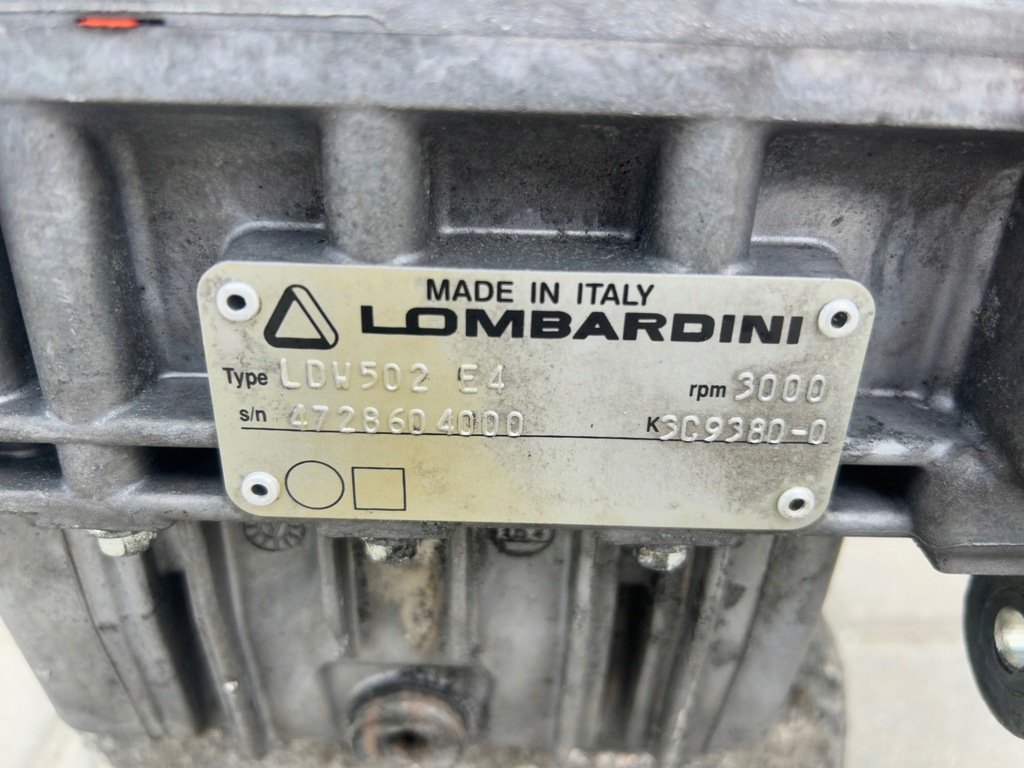 MADE IN ITALY
LOMBARDINI
Type LDW502 E4 rpm 3000
s/n 4728604000 K 3C9380-0